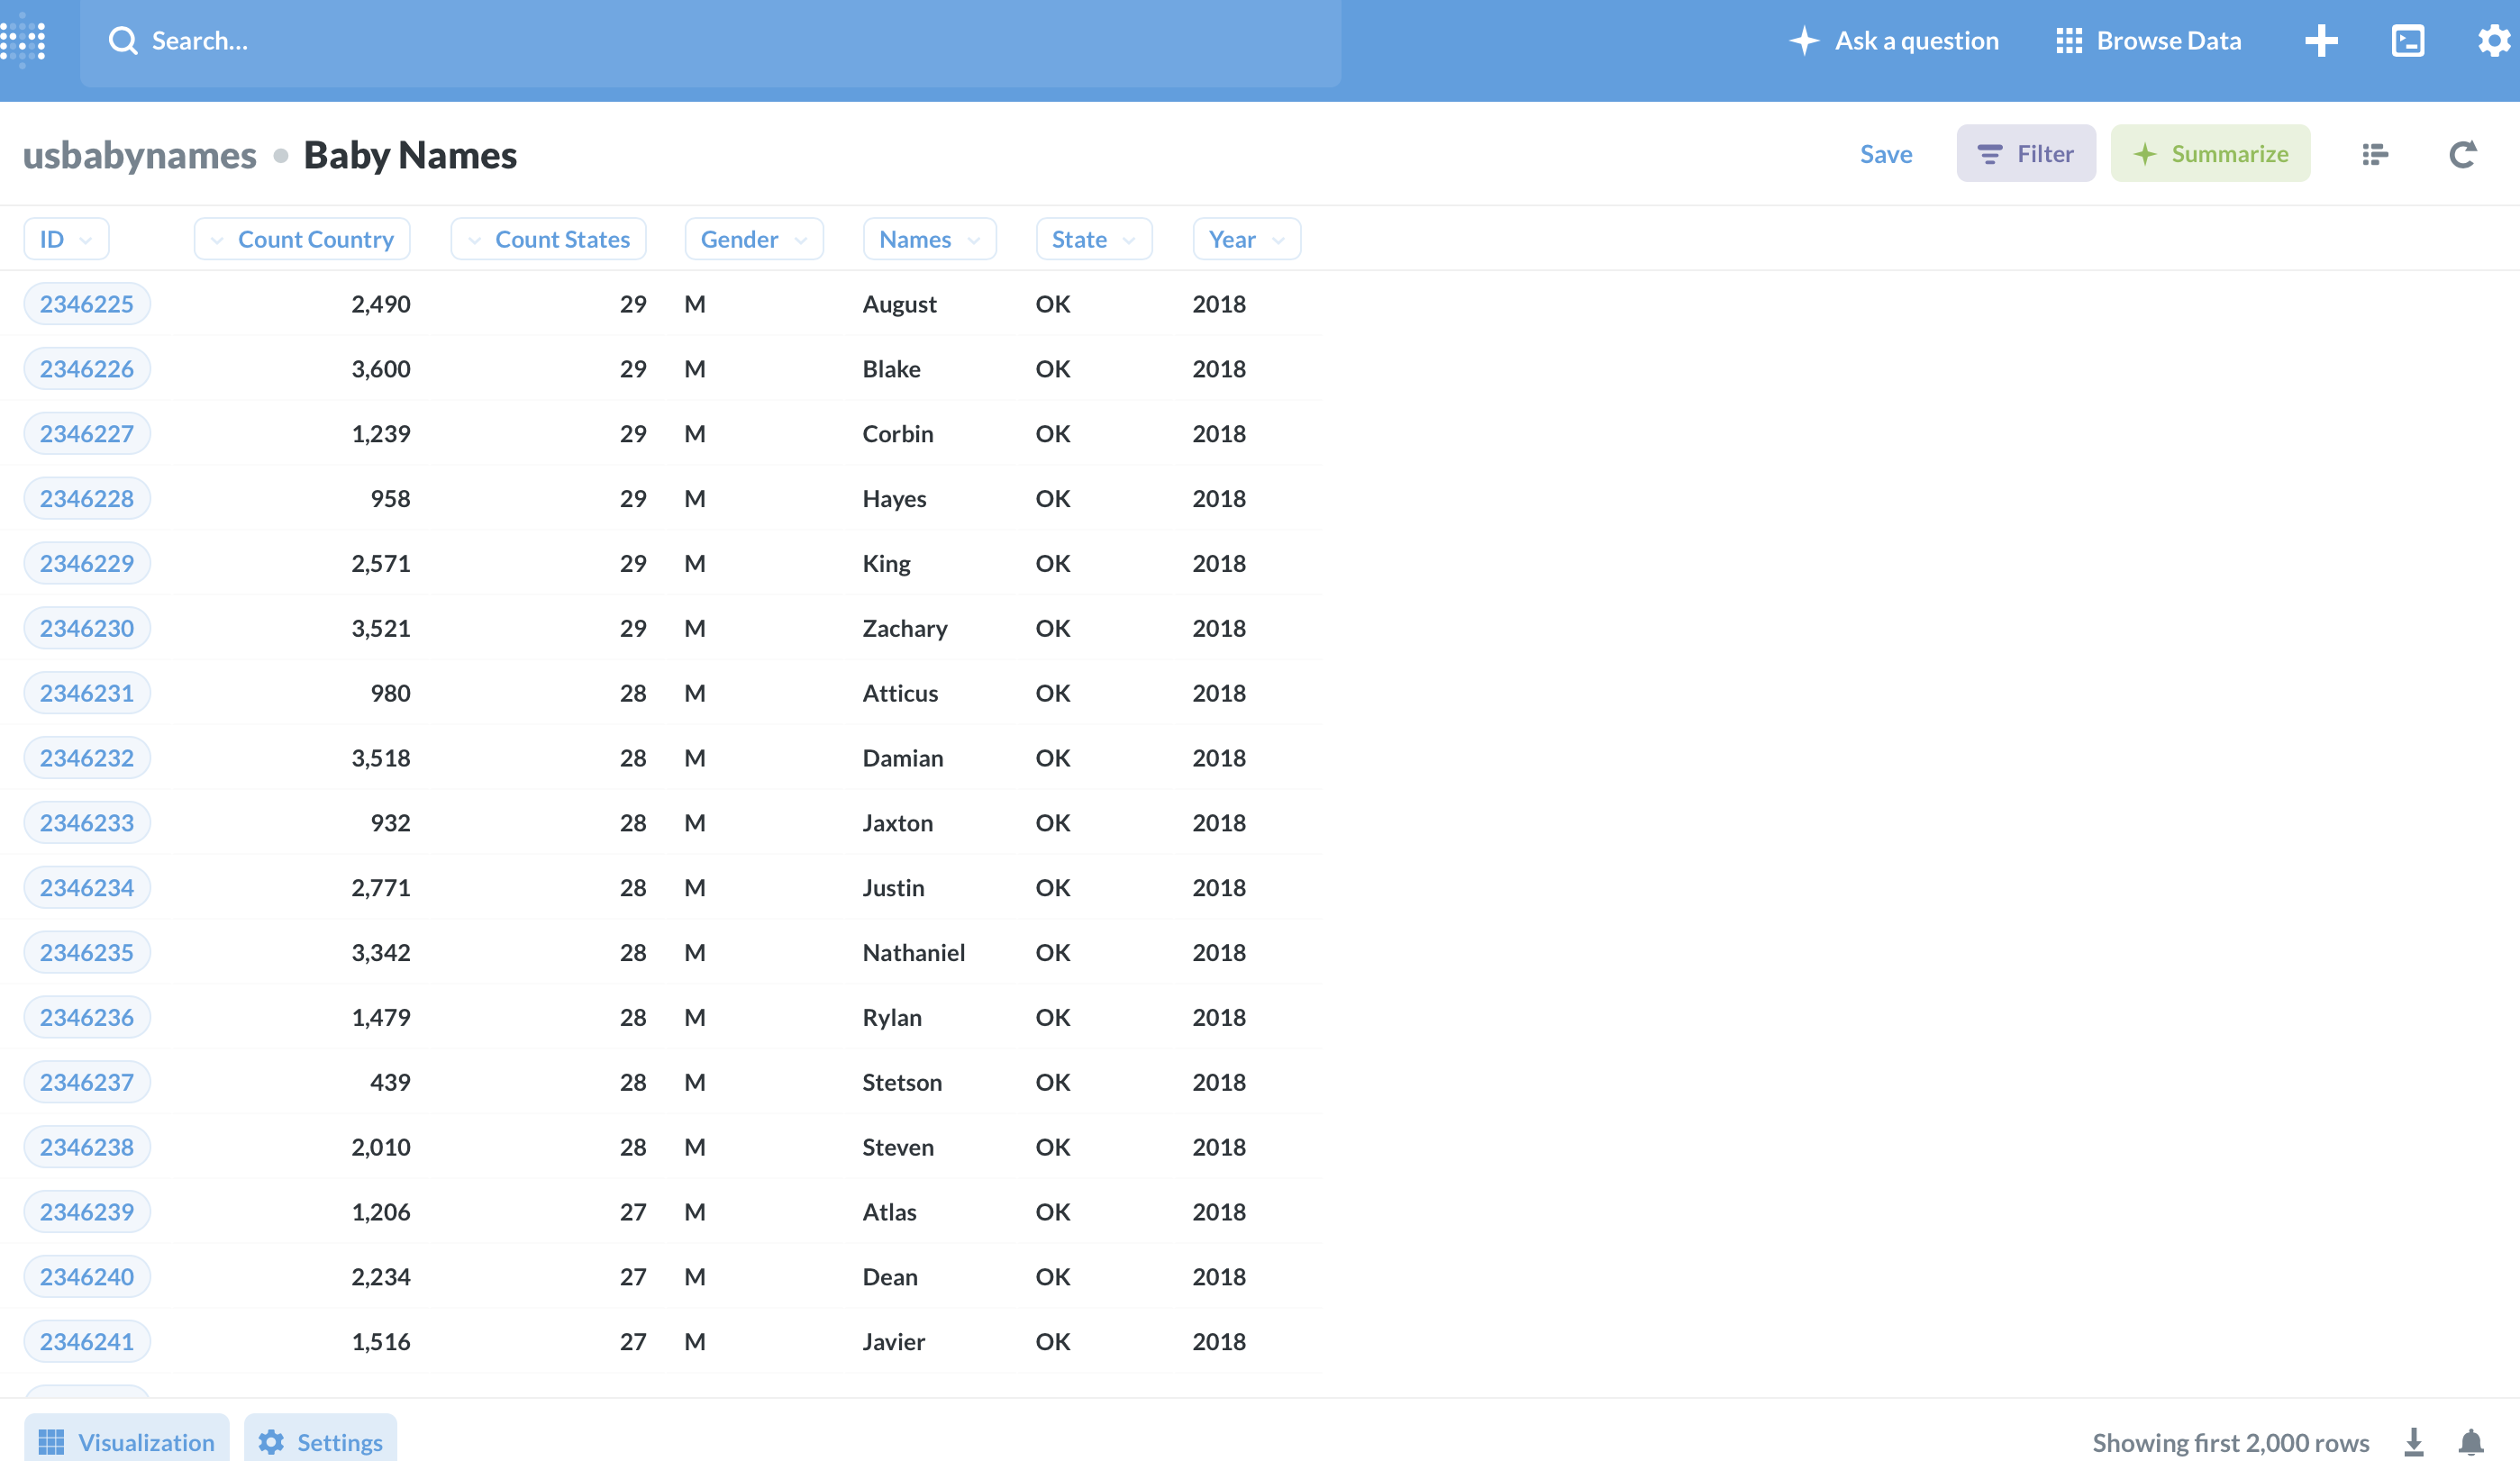 Search...
Ask a question
Browse Data
usbabynames • Baby Names
Save
Filter
Summarize
ID Count Country Count States Gender Names State Year
2346225 2,490 29 M August OK 2018
2346226 3,600 29 M Blake OK 2018
2346227 1,239 29 M Corbin OK 2018
2346228 958 29 M Hayes OK 2018
2346229 2,571 29 M King OK 2018
2346230 3,521 29 M Zachary OK 2018
2346231 980 28 M Atticus OK 2018
2346232 3,518 28 M Damian OK 2018
2346233 932 28 M Jaxton OK 2018
2346234 2,771 28 M Justin OK 2018
2346235 3,342 28 M Nathaniel OK 2018
2346236 1,479 28 M Rylan OK 2018
2346237 439 28 M Stetson OK 2018
2346238 2,010 28 M Steven OK 2018
2346239 1,206 27 M Atlas OK 2018
2346240 2,234 27 M Dean OK 2018
2346241 1,516 27 M Javier OK 2018
Visualization
Settings
Showing first 2,000 rows